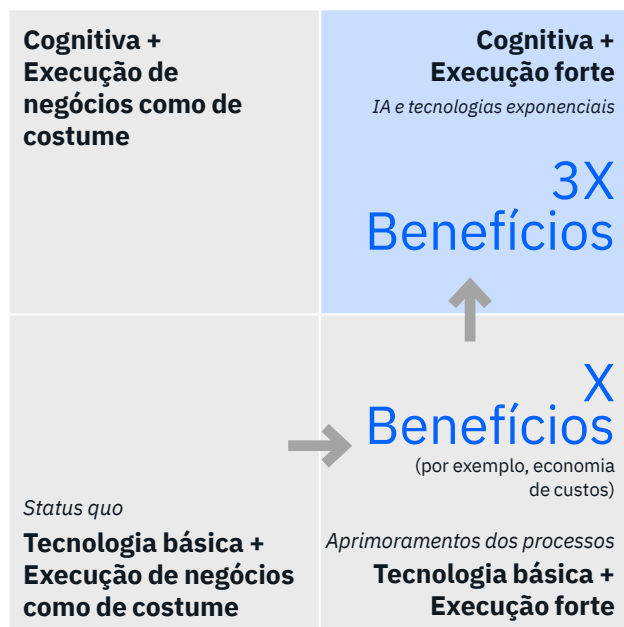 Cognitiva +
Execução de
negócios como de
costume
Cognitiva +
Execução forte
IA e tecnologias exponenciais
3X
Benefícios
Status quo
Tecnologia básica +
Execução de negócios
como de costume
X
Benefícios
(por exemplo, economia
de custos)
Aprimoramentos dos processos
Tecnologia básica +
Execução forte